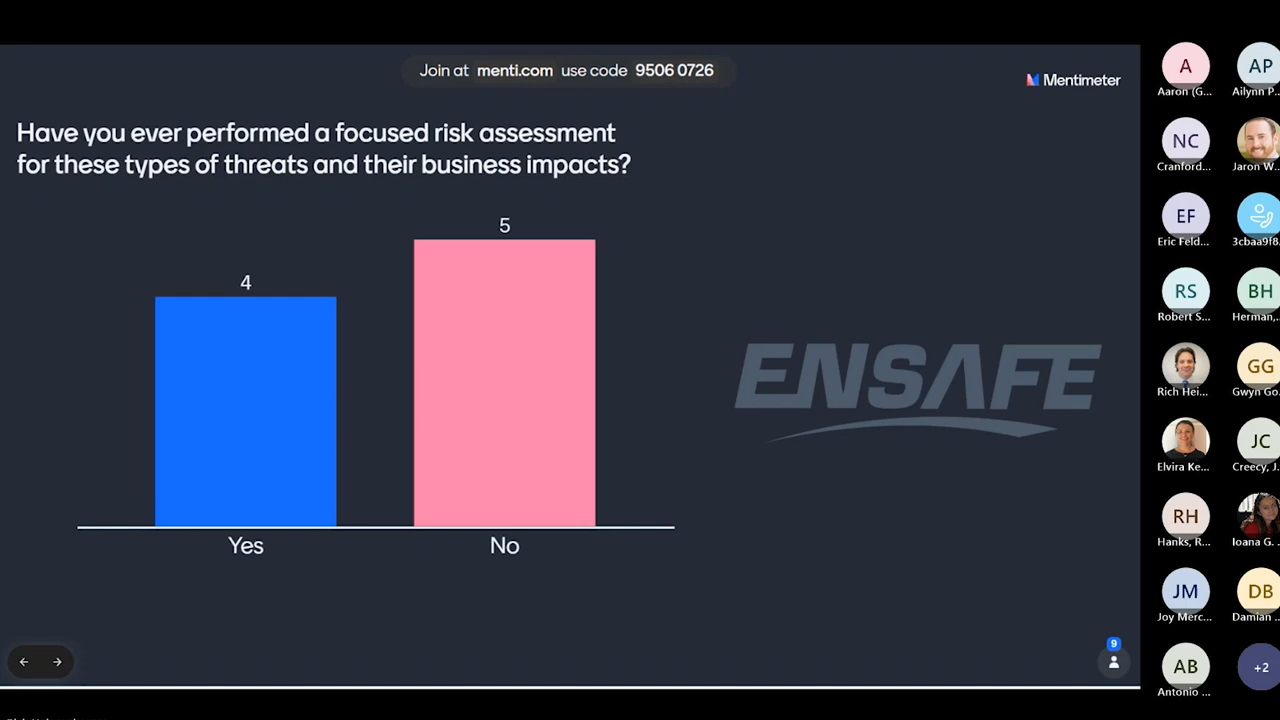 Join at menti.com use code 9506 0726
Mentimeter
Have you ever performed a focused risk assessment
for these types of threats and their business impacts?
5
4
Yes
No
ENSAFE
9
A
Aaron (G...
AP
Ailynn P...
NC
Cranford...
Jaron W...
EF
Eric Feld...
3cbaa9f8
RS
Robert S...
BH
Herman,
Rich Hei...
GG
Gwyn Go
Elvira Ke...
JC
Creecy, J.
RH
Hanks, R...
Ioana G.
JM
Joy Merc...
DB
Damian
AB
Antonio ...
+2